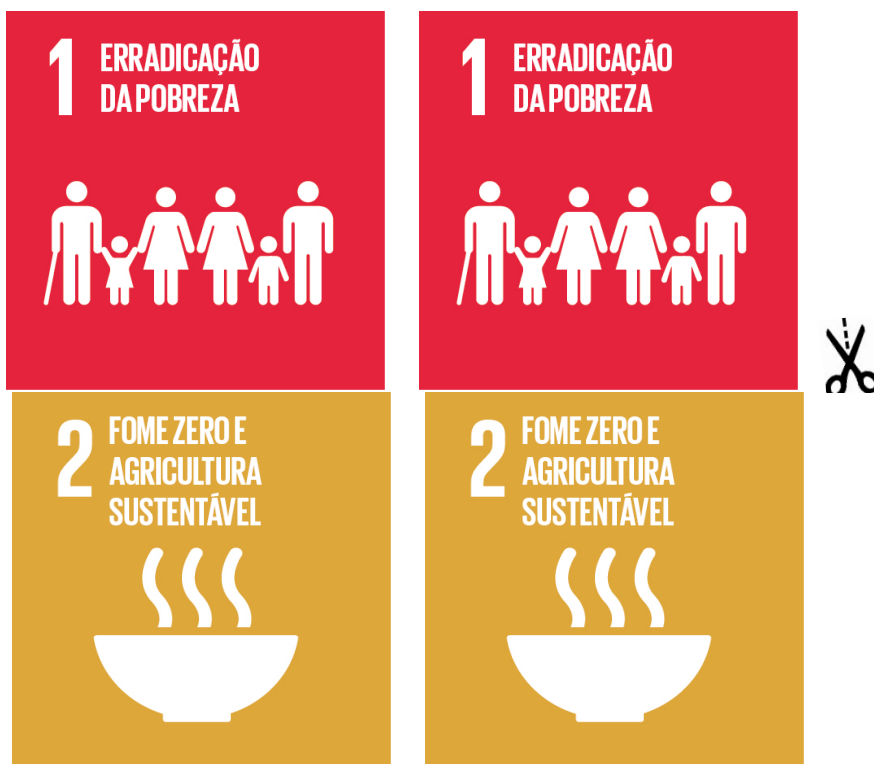 1 ERRADICAÇÃO
DA POBREZA
1 ERRADICAÇÃO
DA POBREZA
2 FOME ZERO E
AGRICULTURA
SUSTENTÁVEL
2 FOME ZERO E
AGRICULTURA
SUSTENTÁVEL